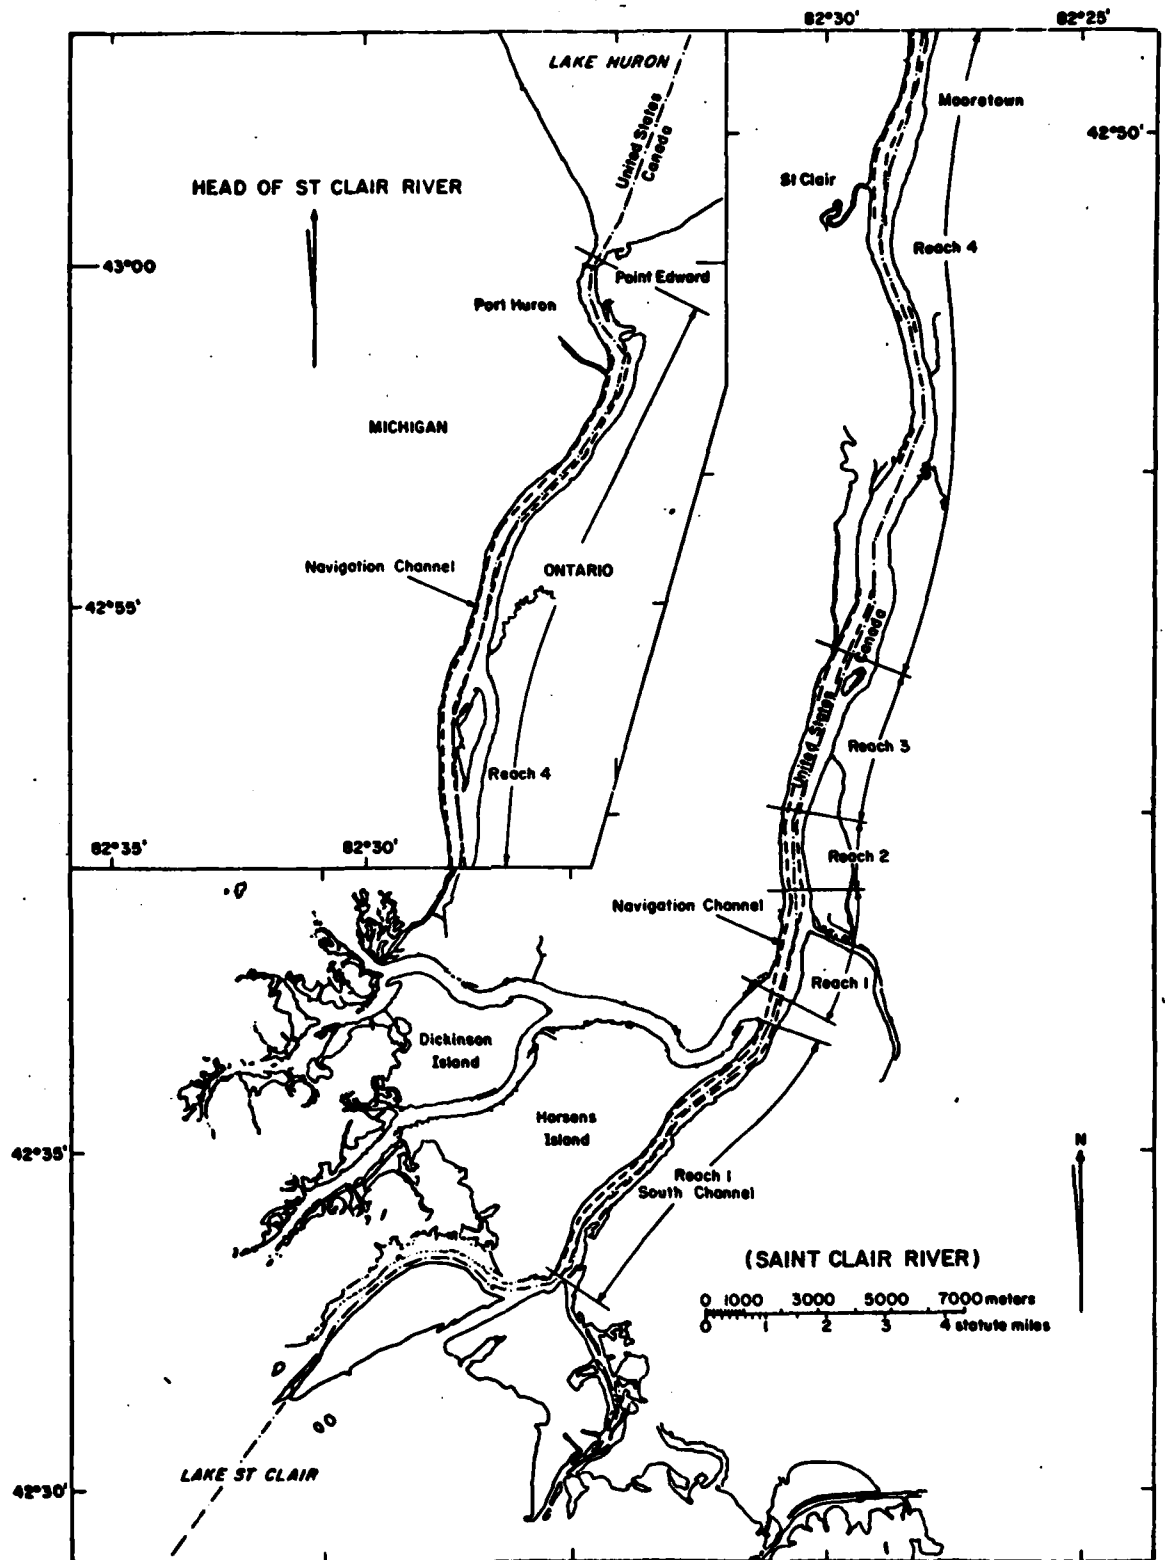 82°30' 82°25'
LAKE HURON
United States
Canada
Mooretown
42°50'
St Clair
HEAD OF ST CLAIR RIVER
Reach 4
43°00
Point Edward
Port Huron
MICHIGAN
Navigation Channel
ONTARIO
42°55'
Canada
United States
Reach 3
Reach 4
82°35' 82°30'
Reach 2
Navigation Channel
Reach 1
Dickinson
Island
Harsens
Island
42°35'
N
Reach 1
South Channel
(SAINT CLAIR RIVER)
0 1000 3000 5000 7000 meters
0 1 2 3 4 statute miles
LAKE ST CLAIR
42°30'